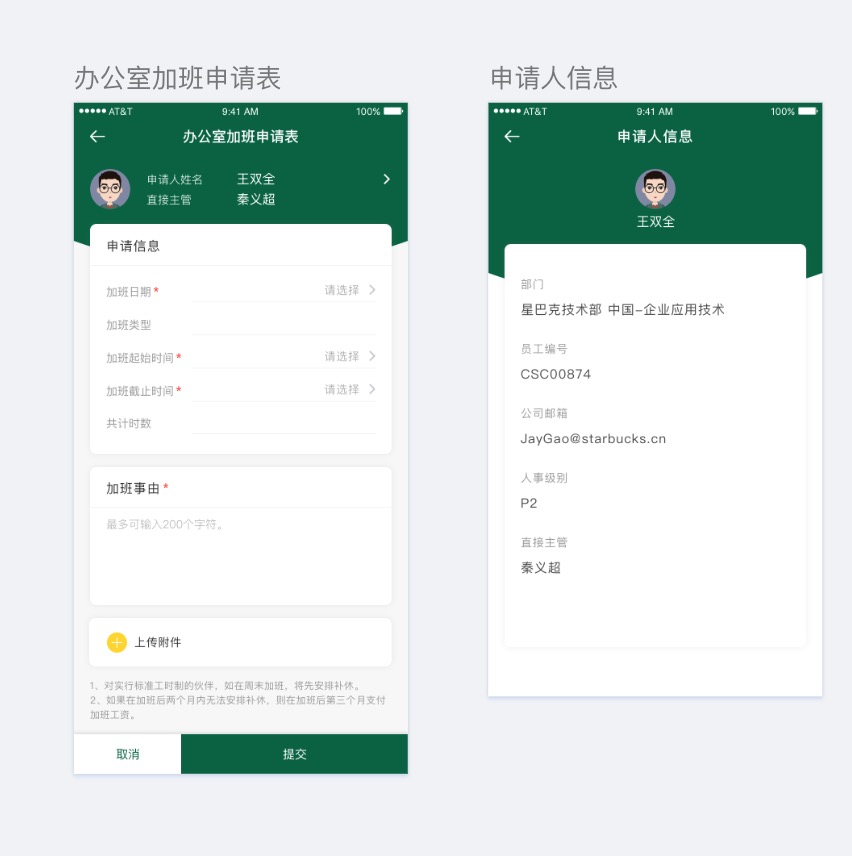 办公室加班申请表
AT&T 9:41 AM 100%
办公室加班申请表
申请人姓名 王双全
直接主管 秦义超
申请信息
加班日期* 请选择
加班类型
加班起始时间* 请选择
加班截止时间* 请选择
共计时数
加班事由*
最多可输入200个字符。
上传附件
1、对实行标准工时制的伙伴，如在周末加班，将先安排补休。
2、如果在加班后两个月内无法安排补休，则在加班后第三个月支付
加班工资。
取消 提交
申请人信息
AT&T 9:41 AM 100%
申请人信息
王双全
部门
星巴克技术部 中国-企业应用技术
员工编号
CSC00874
公司邮箱
JayGao@starbucks.cn
人事级别
P2
直接主管
秦义超